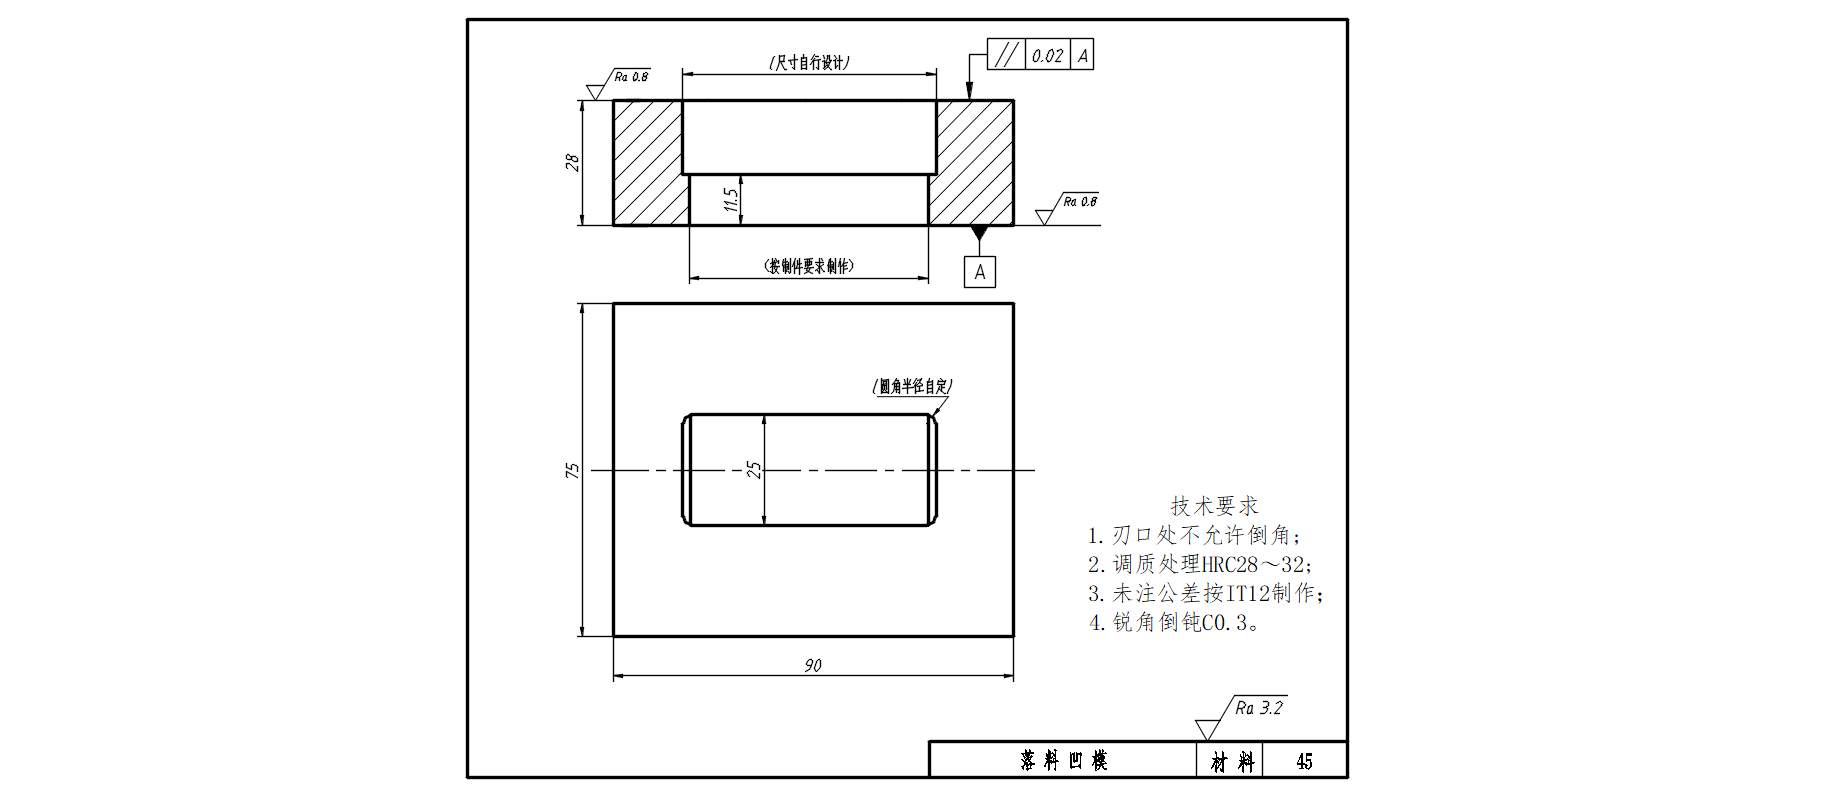 (尺寸自行设计)
// 0.02 A
Ra 0.8
28
11.5
Ra 0.8
(按制件要求制作)
A
(圆角半径自定)
75
25
90
技术要求
1.刃口处不允许倒角；
2.调质处理HRC28～32；
3.未注公差按IT12制作；
4.锐角倒钝C0.3。
Ra 3.2
落料凹模 材料 45